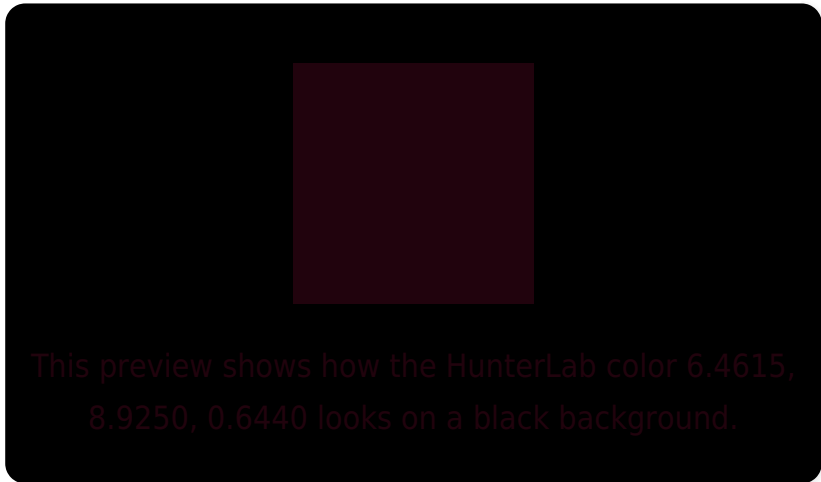 This preview shows how the HunterLab color 6.4615,
8.9250, 0.6440 looks on a black background.